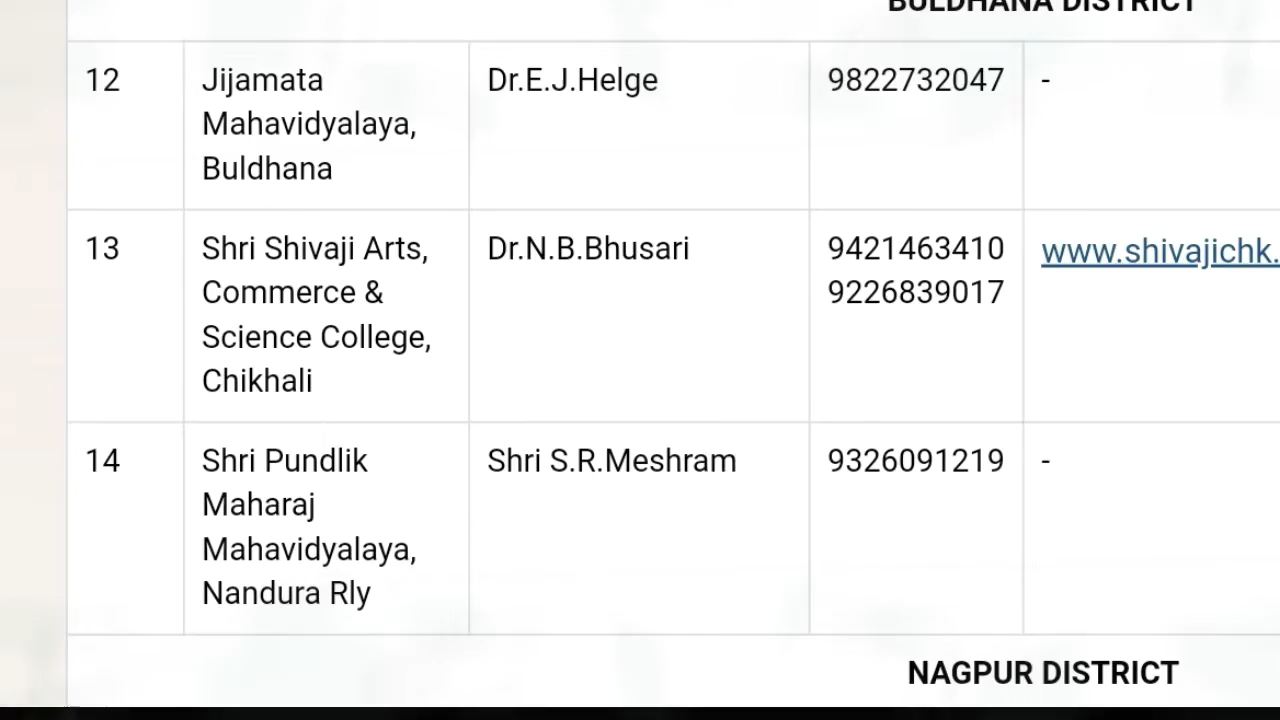 BULDHANA DISTRICT
12 Jijamata Dr.E.J.Helge 9822732047 -
Mahavidyalaya,
Buldhana
13 Shri Shivaji Arts, Dr.N.B.Bhusari 9421463410 www.shivajichk.
Commerce & 9226839017
Science College,
Chikhali
14 Shri Pundlik Shri S.R.Meshram 9326091219 -
Maharaj
Mahavidyalaya,
Nandura Rly
NAGPUR DISTRICT